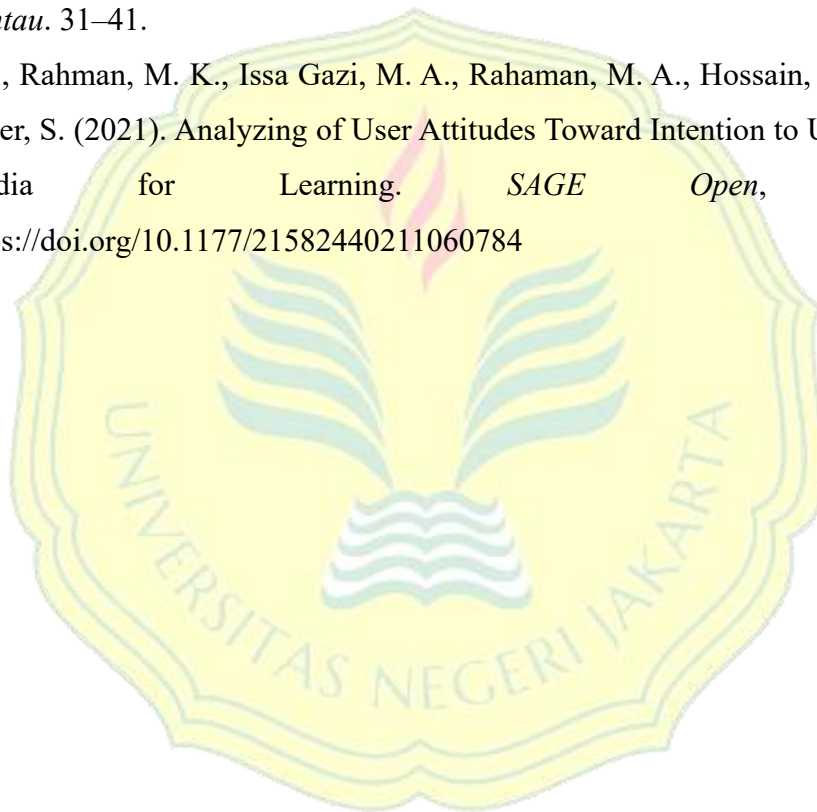 ntau. 31–41.
, Rahman, M. K., Issa Gazi, M. A., Rahaman, M. A., Hossain,
er, S. (2021). Analyzing of User Attitudes Toward Intention to U
dia for Learning. SAGE Open,
s://doi.org/10.1177/21582440211060784
UNIVERSITAS NEGERI JAKARTA